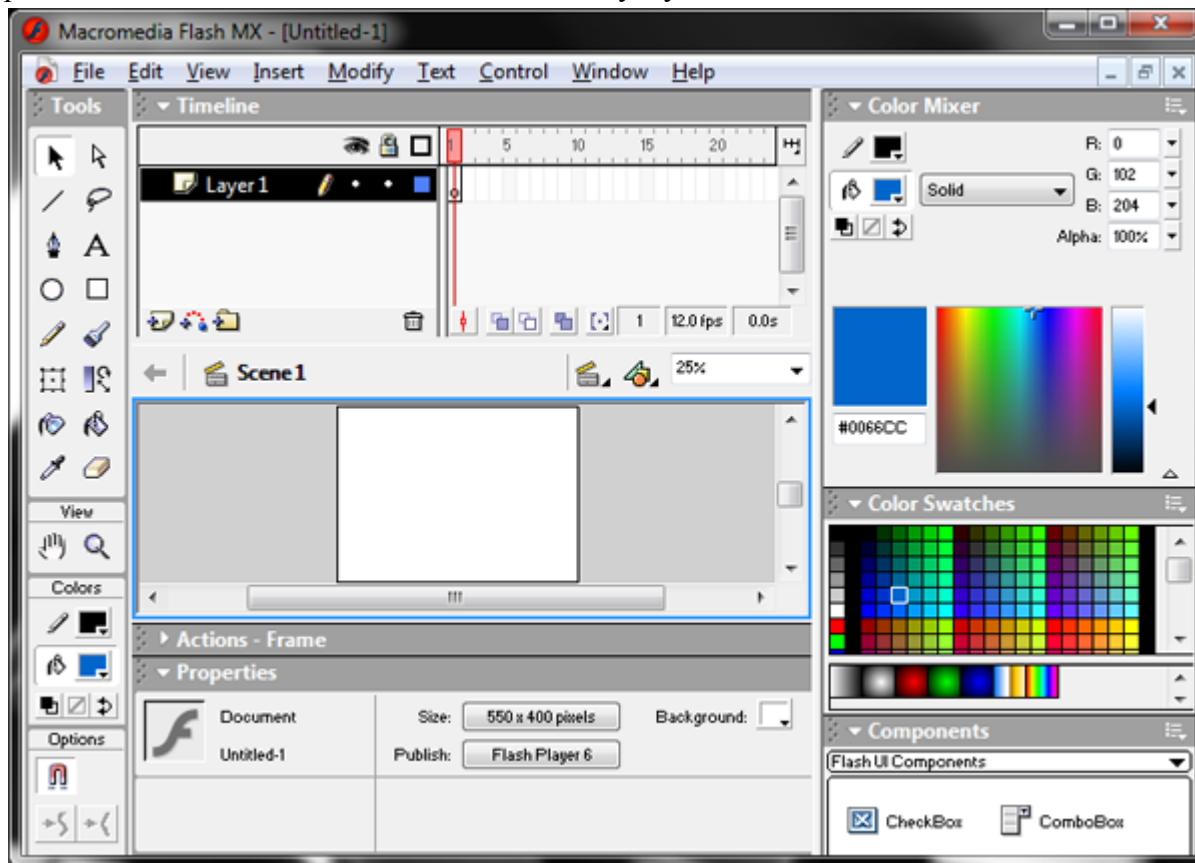 Macromedia Flash MX - [Untitled-1]
File Edit View Insert Modify Text Control Window Help
Tools
Timeline
1 5 10 15 20
Layer 1
1 12.0 fps 0.0s
Scene 1
25%
View
Colors
Options
Actions - Frame
Properties
Document
Untitled-1
Size: 550 x 400 pixels
Background:
Publish: Flash Player 6
Color Mixer
R: 0
Solid
G: 102
B: 204
Alpha: 100%
#0066CC
Color Swatches
Components
Flash UI Components
CheckBox
ComboBox